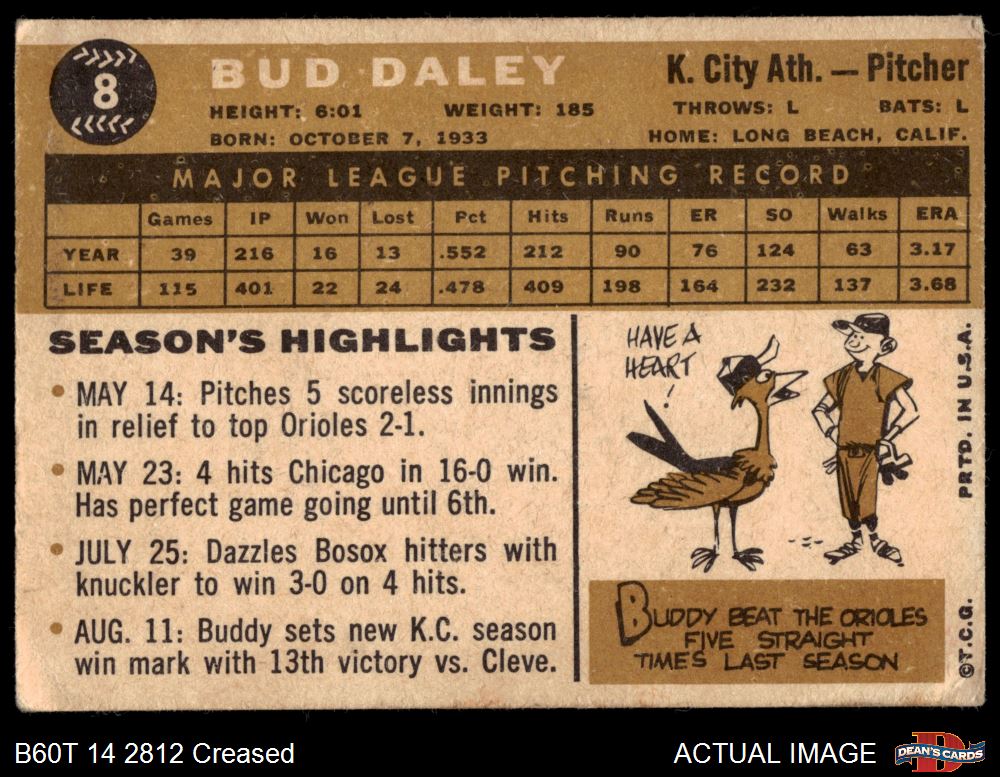 8
BUD DALEY
K. City Ath. — Pitcher
HEIGHT: 6:01 WEIGHT: 185 THROWS: L BATS: L
BORN: OCTOBER 7, 1933 HOME: LONG BEACH, CALIF.
MAJOR LEAGUE PITCHING RECORD
Games IP Won Lost Pct Hits Runs ER SO Walks ERA
YEAR 39 216 16 13 .552 212 90 76 124 63 3.17
LIFE 115 401 22 24 .478 409 198 164 232 137 3.68
SEASON'S HIGHLIGHTS
• MAY 14: Pitches 5 scoreless innings
in relief to top Orioles 2-1.
• MAY 23: 4 hits Chicago in 16-0 win.
Has perfect game going until 6th.
• JULY 25: Dazzles Bosox hitters with
knuckler to win 3-0 on 4 hits.
• AUG. 11: Buddy sets new K.C. season
win mark with 13th victory vs. Cleve.
HAVE A
HEART
!
BUDDY BEAT THE ORIOLES
FIVE STRAIGHT
TIMES LAST SEASON
©T.C.G. PRTD. IN U.S.A.
B60T 14 2812 Creased
ACTUAL IMAGE
D
DEAN'S CARDS